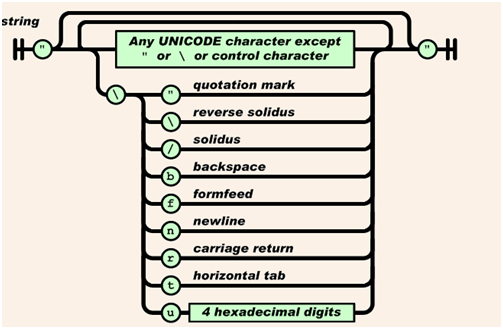 string
" Any UNICODE character except "
" or \ or control character
\ " quotation mark
\ reverse solidus
/ solidus
b backspace
f formfeed
n newline
r carriage return
t horizontal tab
u 4 hexadecimal digits